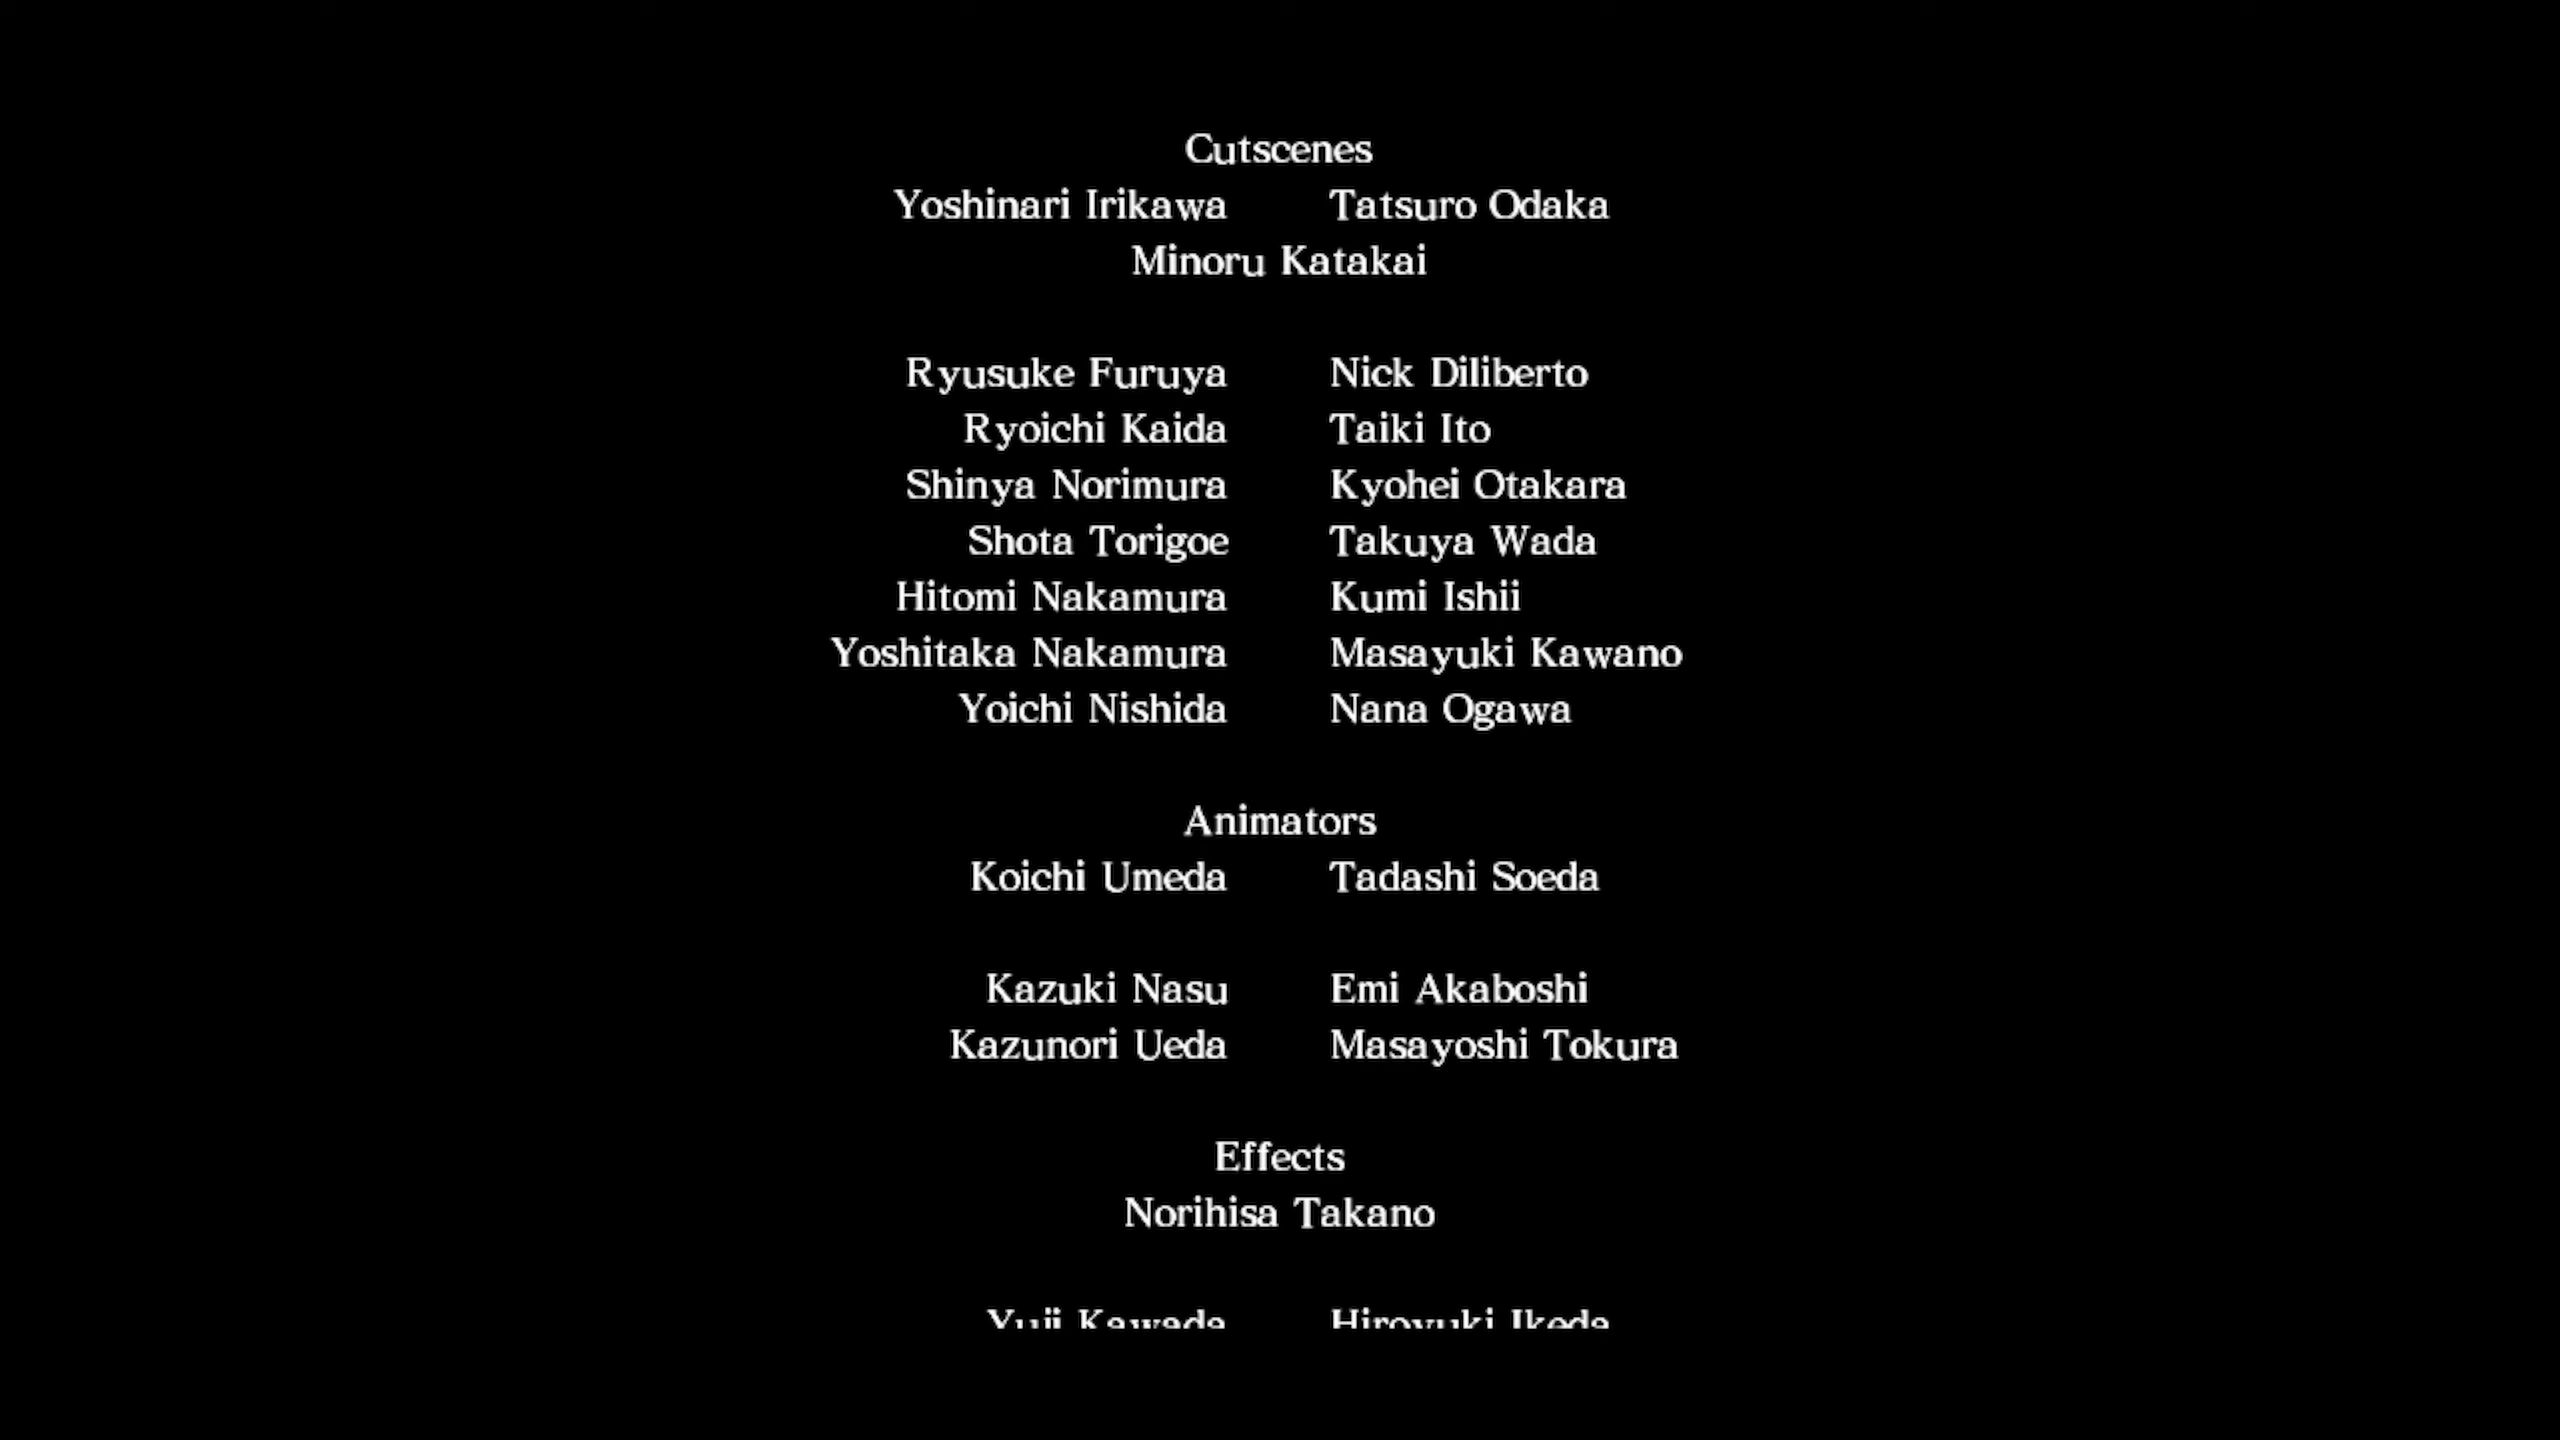 Cutscenes
Yoshinari Irikawa Tatsuro Odaka
Minoru Katakai
Ryusuke Furuya Nick Diliberto
Ryoichi Kaida Taiki Ito
Shinya Norimura Kyohei Otakara
Shota Torigoe Takuya Wada
Hitomi Nakamura Kumi Ishii
Yoshitaka Nakamura Masayuki Kawano
Yoichi Nishida Nana Ogawa
Animators
Koichi Umeda Tadashi Soeda
Kazuki Nasu Emi Akaboshi
Kazunori Ueda Masayoshi Tokura
Effects
Norihisa Takano
Hiroyuki Ikeda